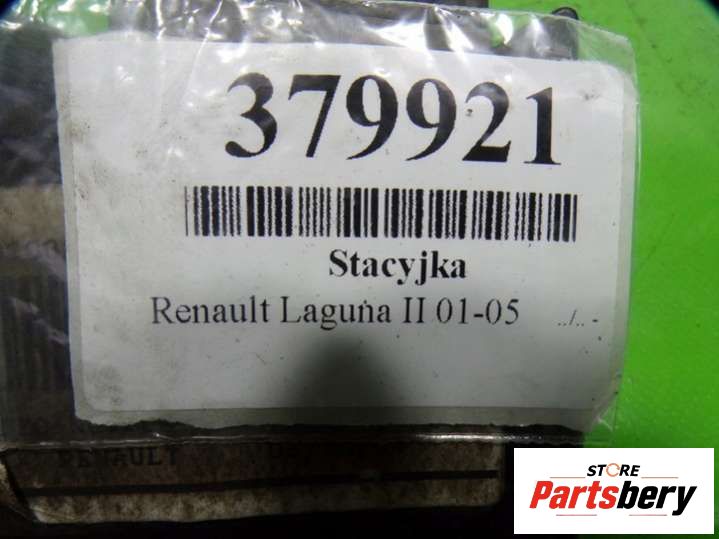 379921
Stacyjka
Renault Laguna II 01-05 ../.. -
RENAULT
STORE
Partsbery